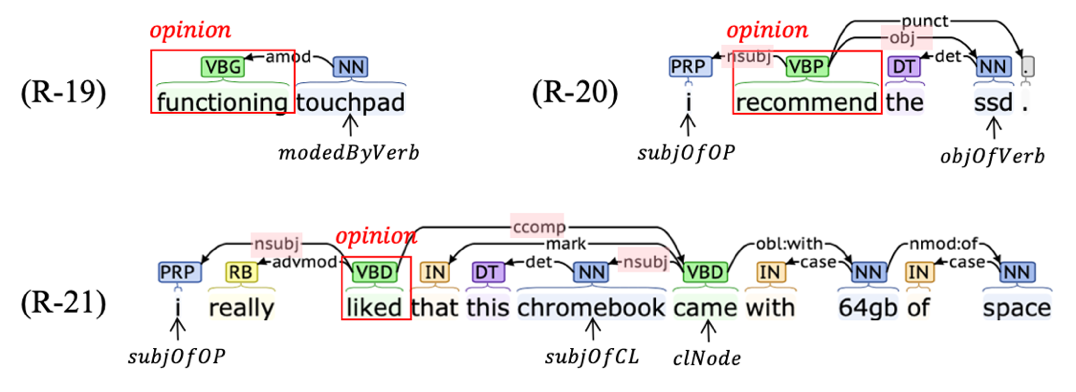 opinion opinion punct
obj
VBG amod NN PRP nsubj VBP DT det NN .
(R-19) functioning touchpad (R-20) i recommend the ssd .
modedByVerb subjOfOP objOfVerb
ccomp
opinion
nsubj mark obl:with nmod:of
PRP RB advmod VBD IN DT det NN nsubj VBD IN case NN IN case NN
(R-21) i really liked that this chromebook came with 64gb of space
subjOfOP subjOfCL clNode